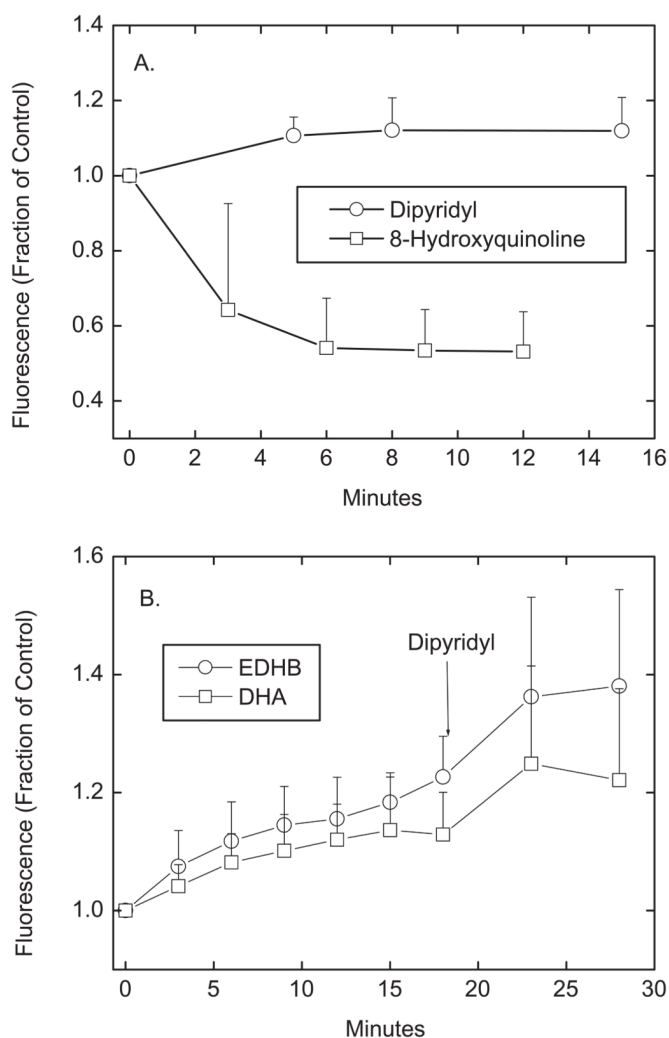 A.
Fluorescence (Fraction of Control)
1.4
1.2
1.0
0.8
0.6
0.4
Dipyridyl
8-Hydroxyquinoline
0 2 4 6 8 10 12 14 16
Minutes
B.
Fluorescence (Fraction of Control)
1.6
1.4
1.2
1.0
EDHB
DHA
Dipyridyl
0 5 10 15 20 25 30
Minutes